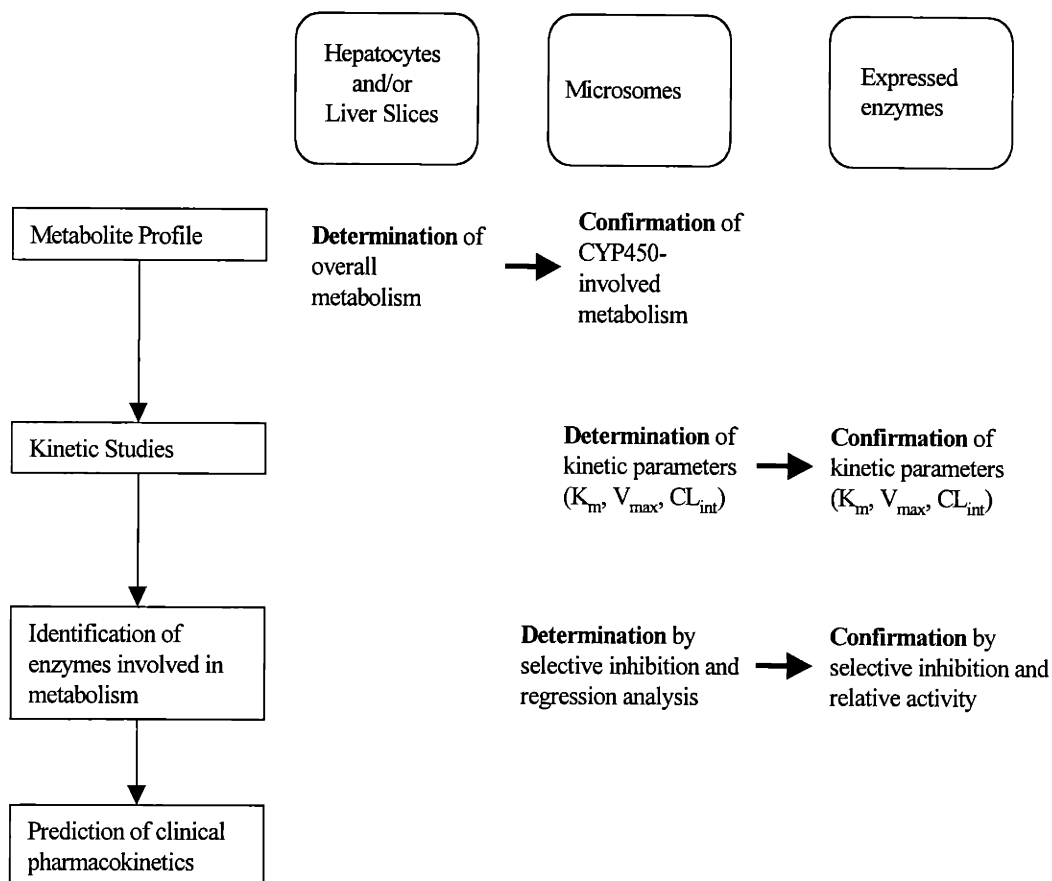 Hepatocytes
and/or
Liver Slices
Microsomes
Expressed
enzymes
Metabolite Profile
Determination of
overall
metabolism
Confirmation of
CYP450-
involved
metabolism
Kinetic Studies
Determination of
kinetic parameters
(Km, Vmax, CLint)
Confirmation of
kinetic parameters
(Km, Vmax, CLint)
Identification of
enzymes involved in
metabolism
Determination by
selective inhibition and
regression analysis
Confirmation by
selective inhibition and
relative activity
Prediction of clinical
pharmacokinetics